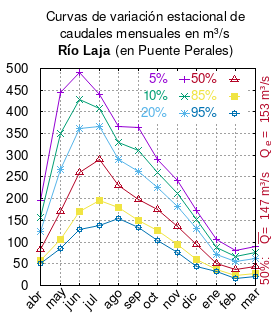 Curvas de variación estacional de
caudales mensuales en m³/s
Río Laja (en Puente Perales)
500
450
400
350
300
250
200
150
100
50
0
5%
50%
10%
85%
20%
95%
abr
may
jun
jul
ago
sep
oct
nov
dic
ene
feb
mar
50%: Q= 147 m³/s Qe = 153 m³/s